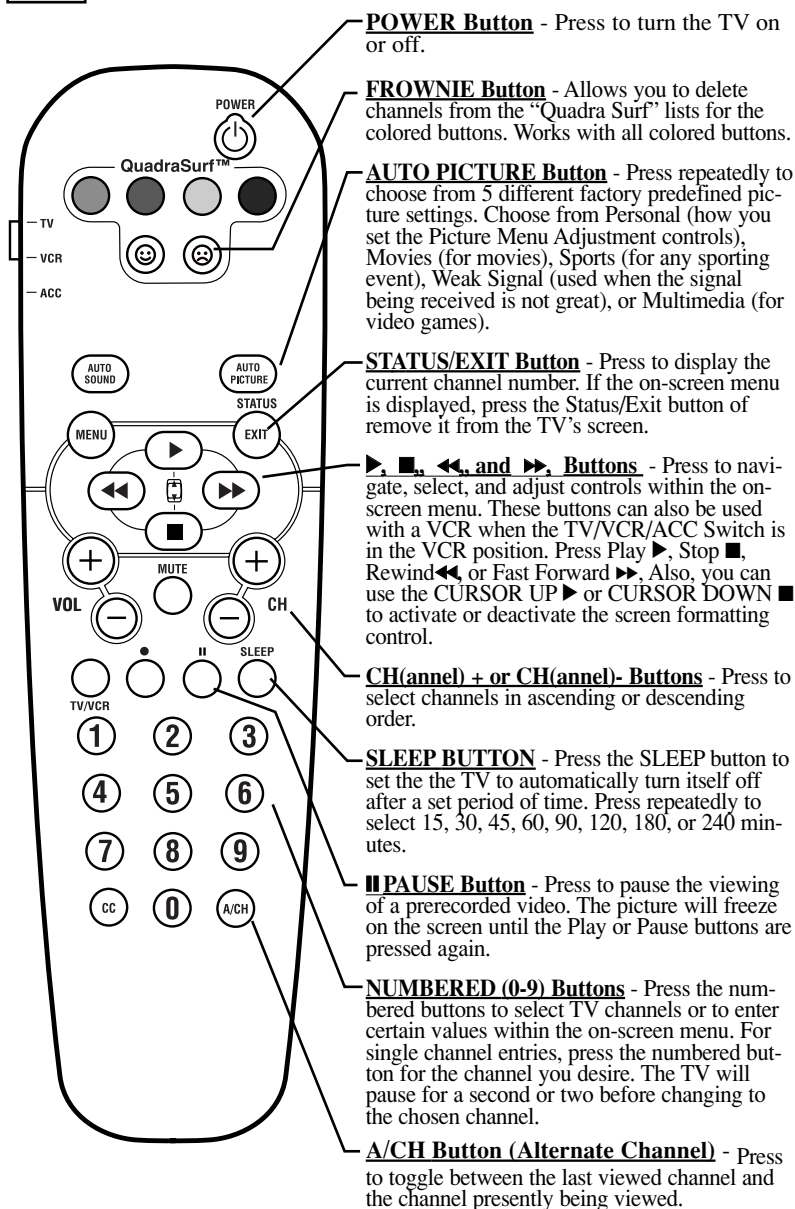 POWER Button - Press to turn the TV on
or off.
FROWNIE Button - Allows you to delete
channels from the “Quadra Surf” lists for the
colored buttons. Works with all colored buttons.
AUTO PICTURE Button - Press repeatedly to
choose from 5 different factory predefined pic-
ture settings. Choose from Personal (how you
set the Picture Menu Adjustment controls),
Movies (for movies), Sports (for any sporting
event), Weak Signal (used when the signal
being received is not great), or Multimedia (for
video games).
STATUS/EXIT Button - Press to display the
current channel number. If the on-screen menu
is displayed, press the Status/Exit button of
remove it from the TV’s screen.
▶, ■,, ◀◀,, and ▶▶, Buttons - Press to navi-
gate, select, and adjust controls within the on-
screen menu. These buttons can also be used
with a VCR when the TV/VCR/ACC Switch is
in the VCR position. Press Play ▶, Stop ■,
Rewind◀◀, or Fast Forward ▶▶, Also, you can
use the CURSOR UP ▶ or CURSOR DOWN ■
to activate or deactivate the screen formatting
control.
CH(annel) + or CH(annel)- Buttons - Press to
select channels in ascending or descending
order.
SLEEP BUTTON - Press the SLEEP button to
set the the TV to automatically turn itself off
after a set period of time. Press repeatedly to
select 15, 30, 45, 60, 90, 120, 180, or 240 min-
utes.
II PAUSE Button - Press to pause the viewing
of a prerecorded video. The picture will freeze
on the screen until the Play or Pause buttons are
pressed again.
NUMBERED (0-9) Buttons - Press the num-
bered buttons to select TV channels or to enter
certain values within the on-screen menu. For
single channel entries, press the numbered but-
ton for the channel you desire. The TV will
pause for a second or two before changing to
the chosen channel.
A/CH Button (Alternate Channel) - Press
to toggle between the last viewed channel and
the channel presently being viewed.
POWER
QuadraSurf™
TV
VCR
ACC
AUTO
SOUND
AUTO
PICTURE
STATUS
MENU
EXIT
MUTE
VOL
CH
SLEEP
TV/VCR
1 2 3
4 5 6
7 8 9
CC 0 A/CH